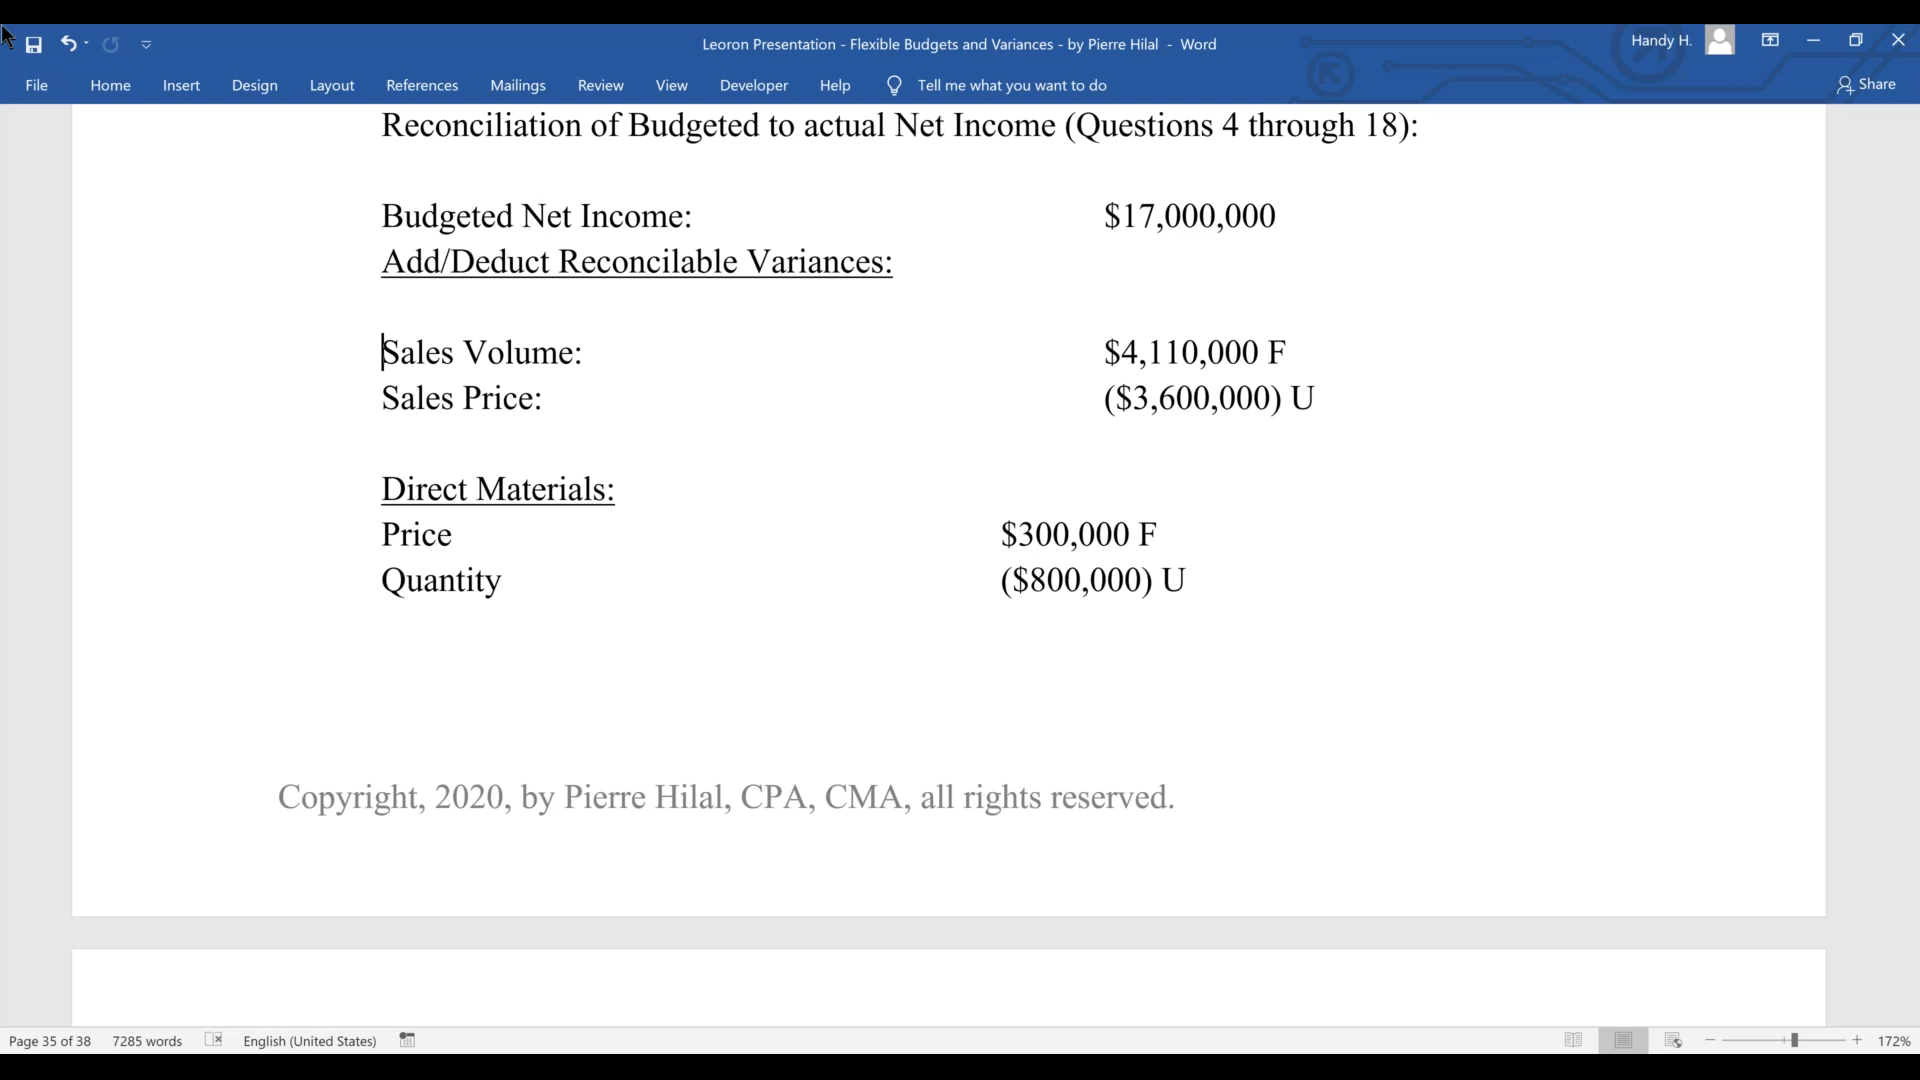 Leoron Presentation - Flexible Budgets and Variances - by Pierre Hilal - Word
Handy H.
File Home Insert Design Layout References Mailings Review View Developer Help Tell me what you want to do Share
Reconciliation of Budgeted to actual Net Income (Questions 4 through 18):
Budgeted Net Income: $17,000,000
Add/Deduct Reconcilable Variances:
Sales Volume: $4,110,000 F
Sales Price: ($3,600,000) U
Direct Materials:
Price $300,000 F
Quantity ($800,000) U
Copyright, 2020, by Pierre Hilal, CPA, CMA, all rights reserved.
Page 35 of 38 7285 words English (United States) 172%